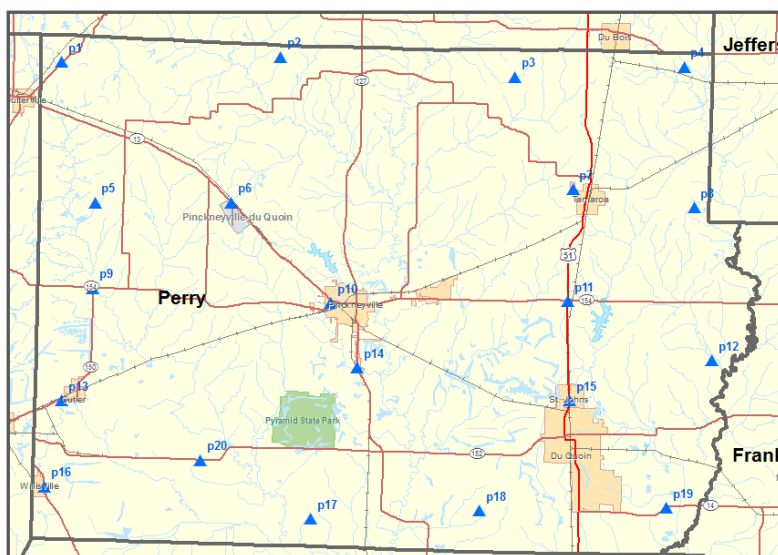 Du Bois
Jeffers
p1
p2
p3
p4
127
13
p5
p6
p7
p8
Tamaroa
Pinckneyville-du Quoin
51
154
p9
Perry
p10
Pinckneyville
p11
154
p12
p14
150
p13
Cutler
p15
St. Johns
Pyramid State Park
p20
152
Du Quoin
Frank
p16
Willisville
p17
p18
p19
14